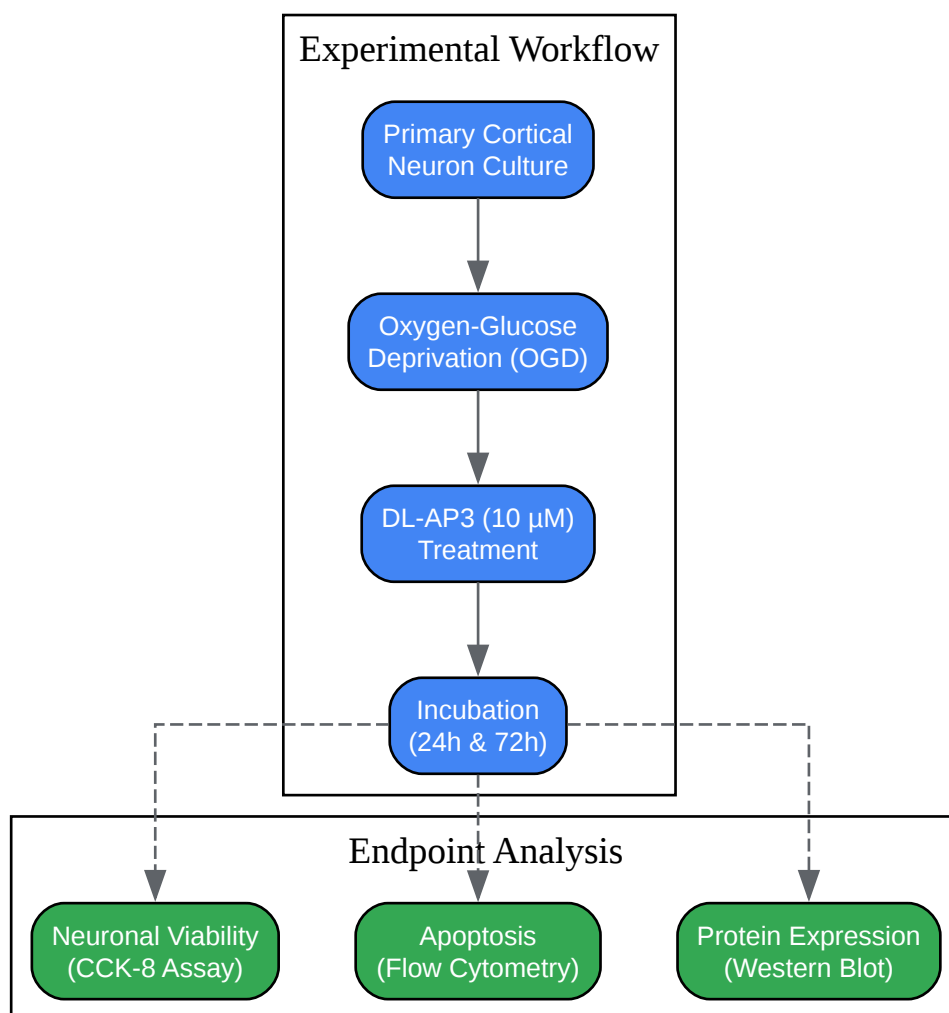 Experimental Workflow
Primary Cortical
Neuron Culture
Oxygen-Glucose
Deprivation (OGD)
DL-AP3 (10 µM)
Treatment
Incubation
(24h & 72h)
Endpoint Analysis
Neuronal Viability
(CCK-8 Assay)
Apoptosis
(Flow Cytometry)
Protein Expression
(Western Blot)